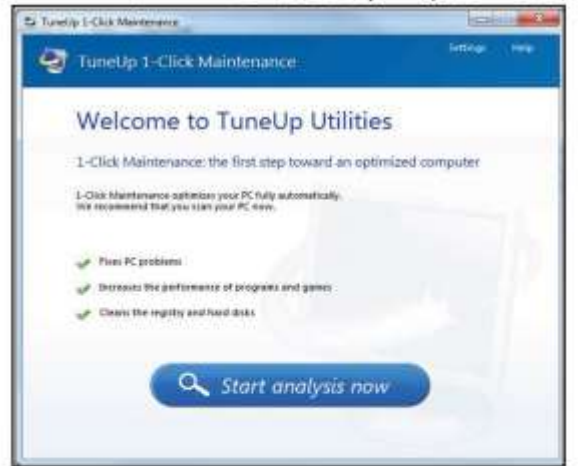 TuneUp 1-Click Maintenance
TuneUp 1-Click Maintenance
Settings
Help
Welcome to TuneUp Utilities
1-Click Maintenance: the first step toward an optimized computer
1-Click Maintenance optimizes your PC fully automatically.
We recommend that you scan your PC now.
Fixes PC problems
Increases the performance of programs and games
Cleans the registry and hard disks
Start analysis now